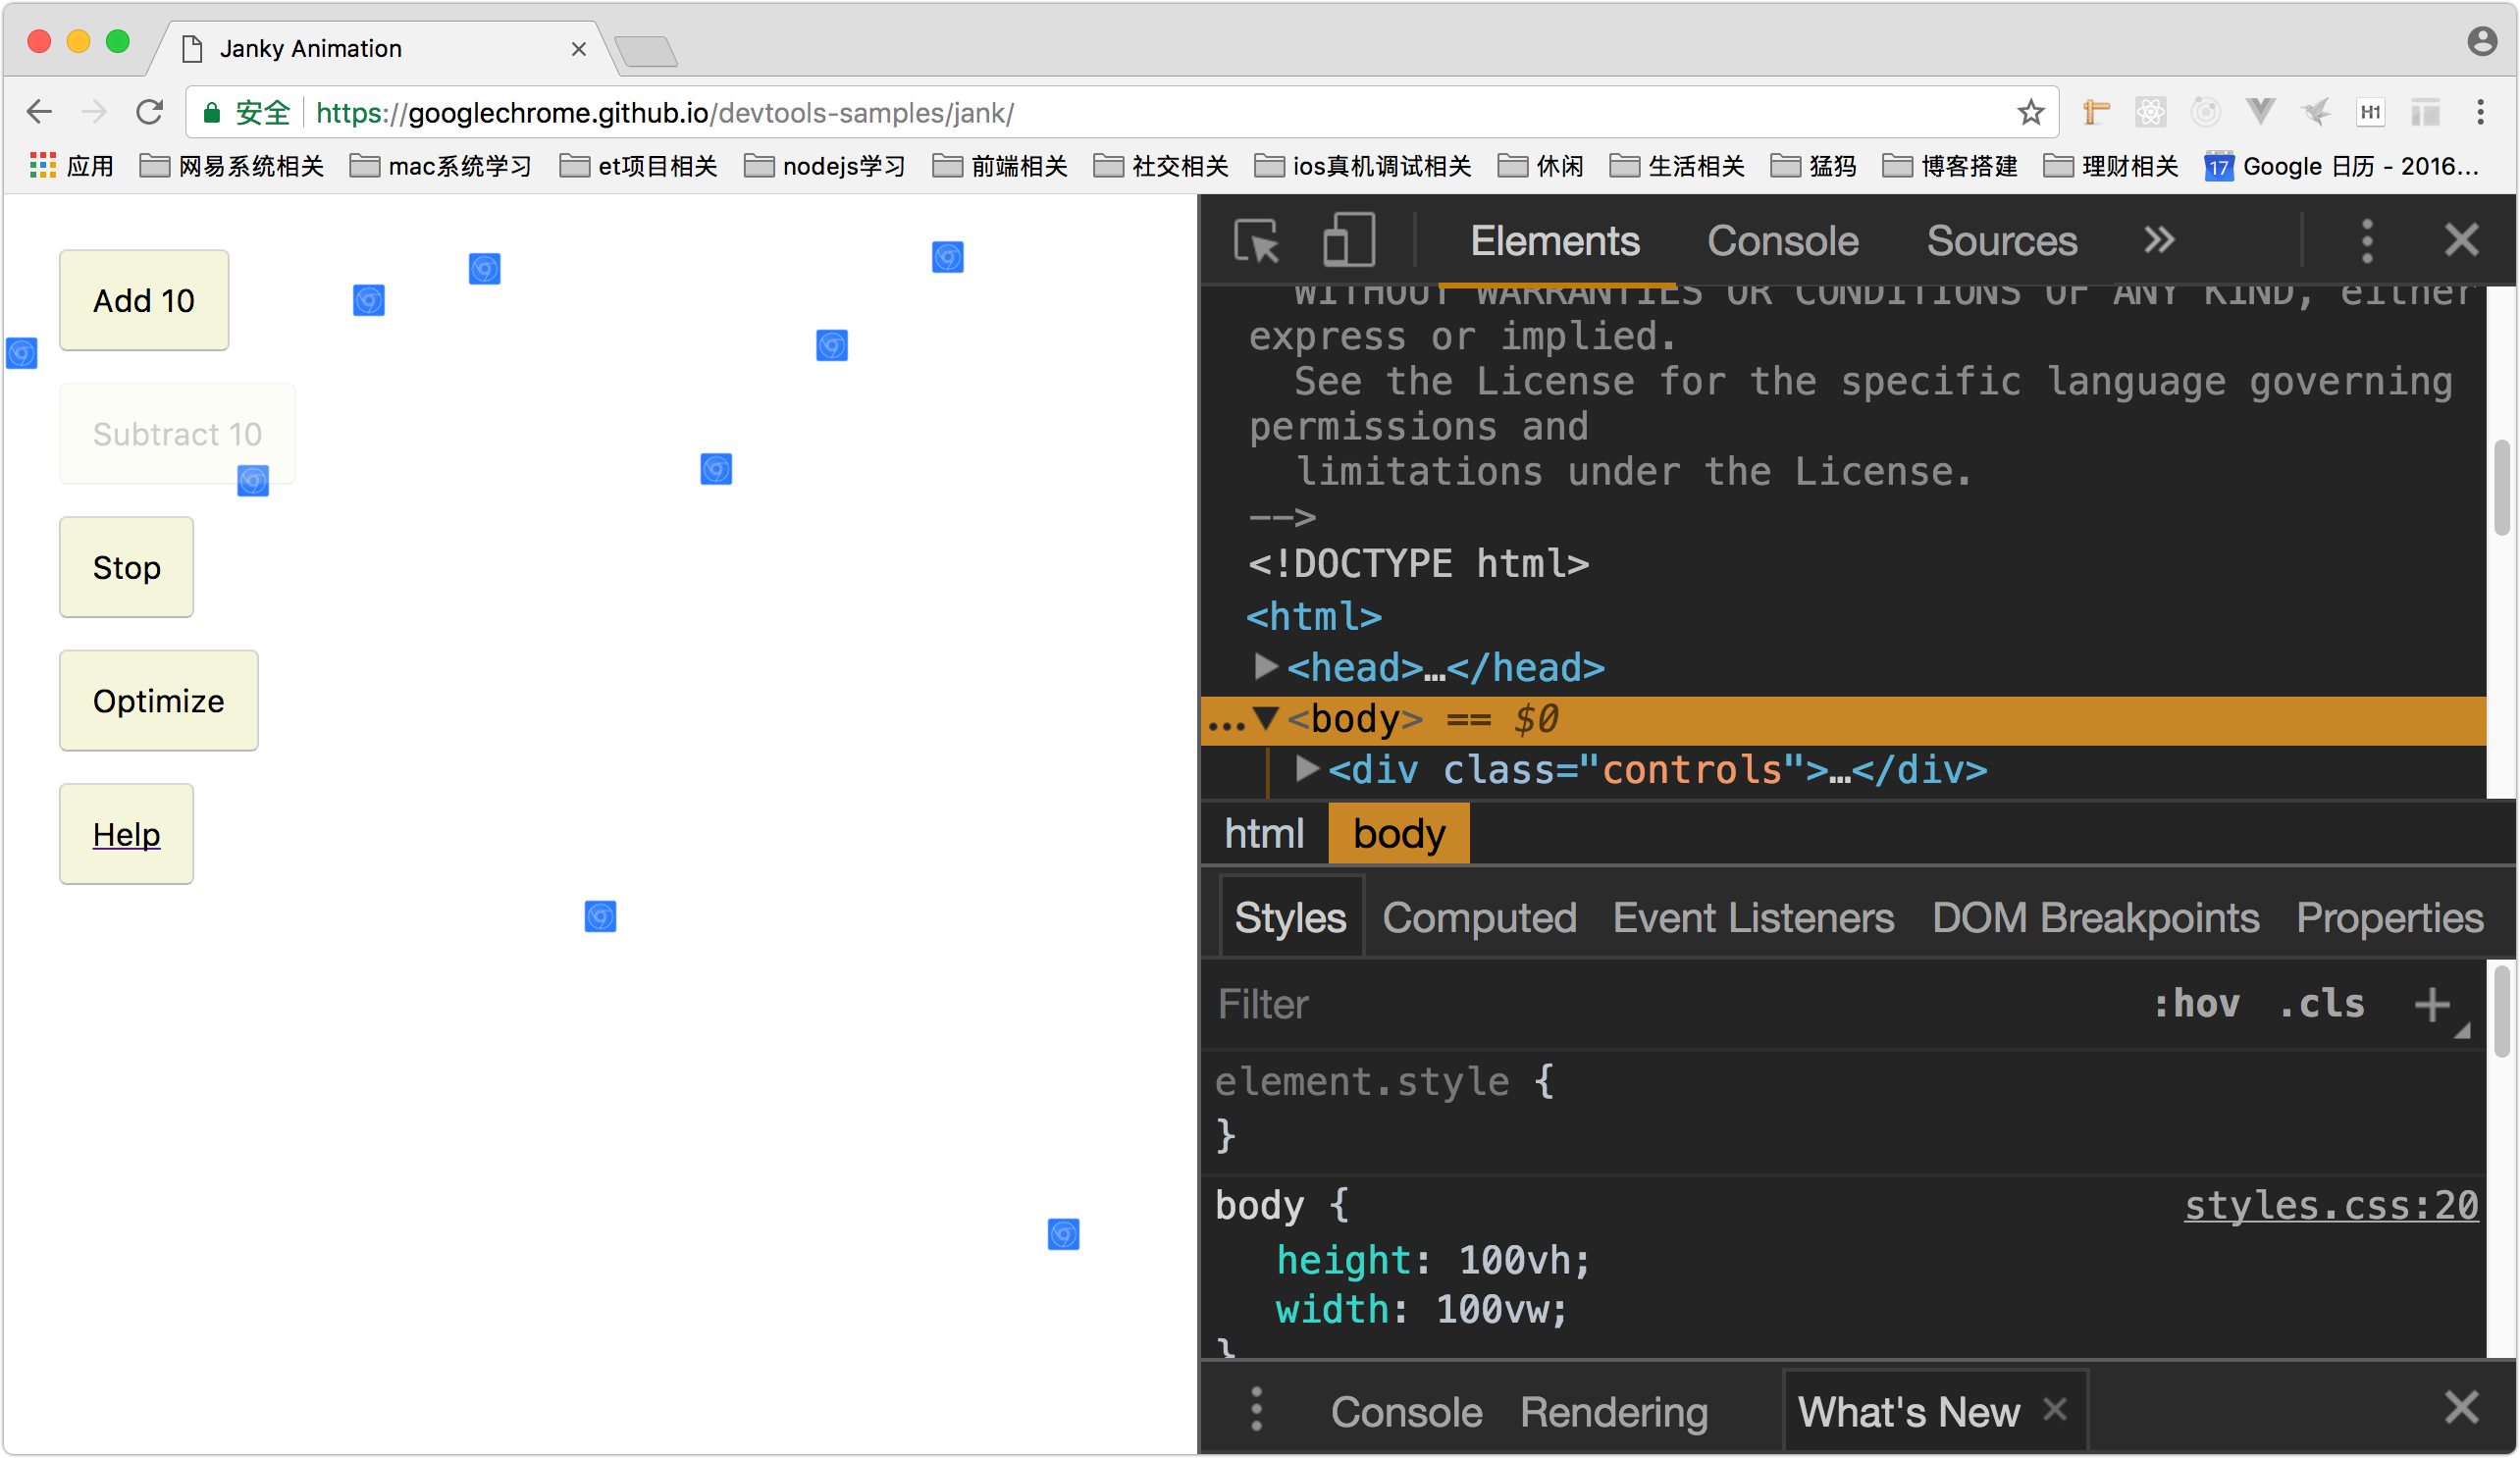 Janky Animation
安全 https://googlechrome.github.io/devtools-samples/jank/
H1
应用 网易系统相关 mac系统学习 et项目相关 nodejs学习 前端相关 社交相关 ios真机调试相关 休闲 生活相关 猛犸 博客搭建 理财相关 17 Google 日历 - 2016...
Add 10
Subtract 10
Stop
Optimize
Help
Elements Console Sources
WITHOUT WARRANTIES OR CONDITIONS OF ANY KIND, either
express or implied.
See the License for the specific language governing
permissions and
limitations under the License.
-->
<!DOCTYPE html>
<html>
<head>…</head>
...<body> == $0
<div class="controls">…</div>
html body
Styles Computed Event Listeners DOM Breakpoints Properties
Filter :hov .cls +
element.style {
}
body { styles.css:20
height: 100vh;
width: 100vw;
}
Console Rendering What's New